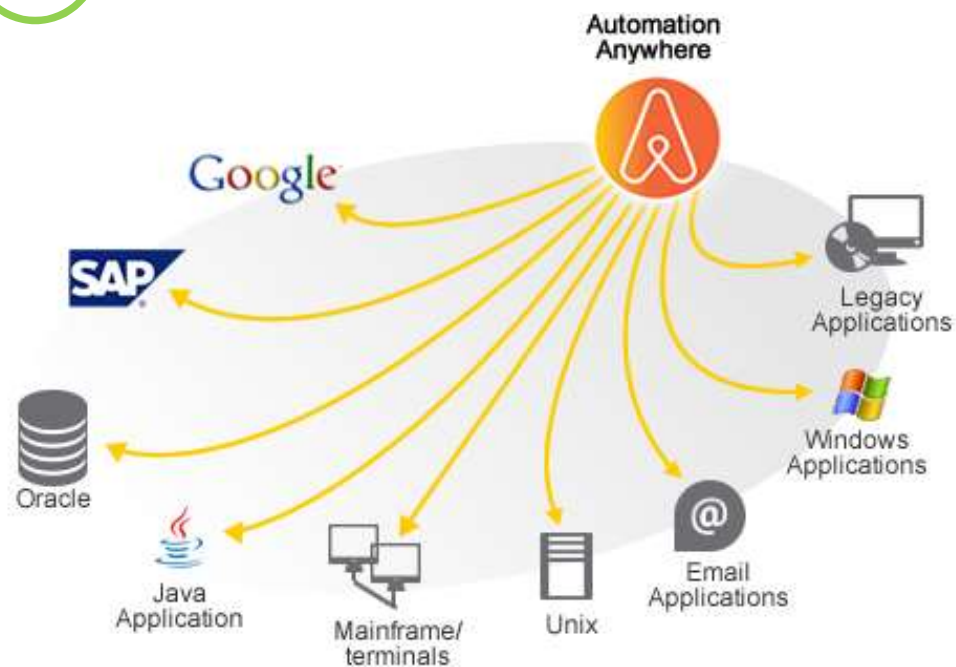 Automation
Anywhere
Google
SAP
®
Legacy
Applications
Windows
Applications
Oracle
@
Email
Applications
Java
Application
Unix
Mainframe/
terminals